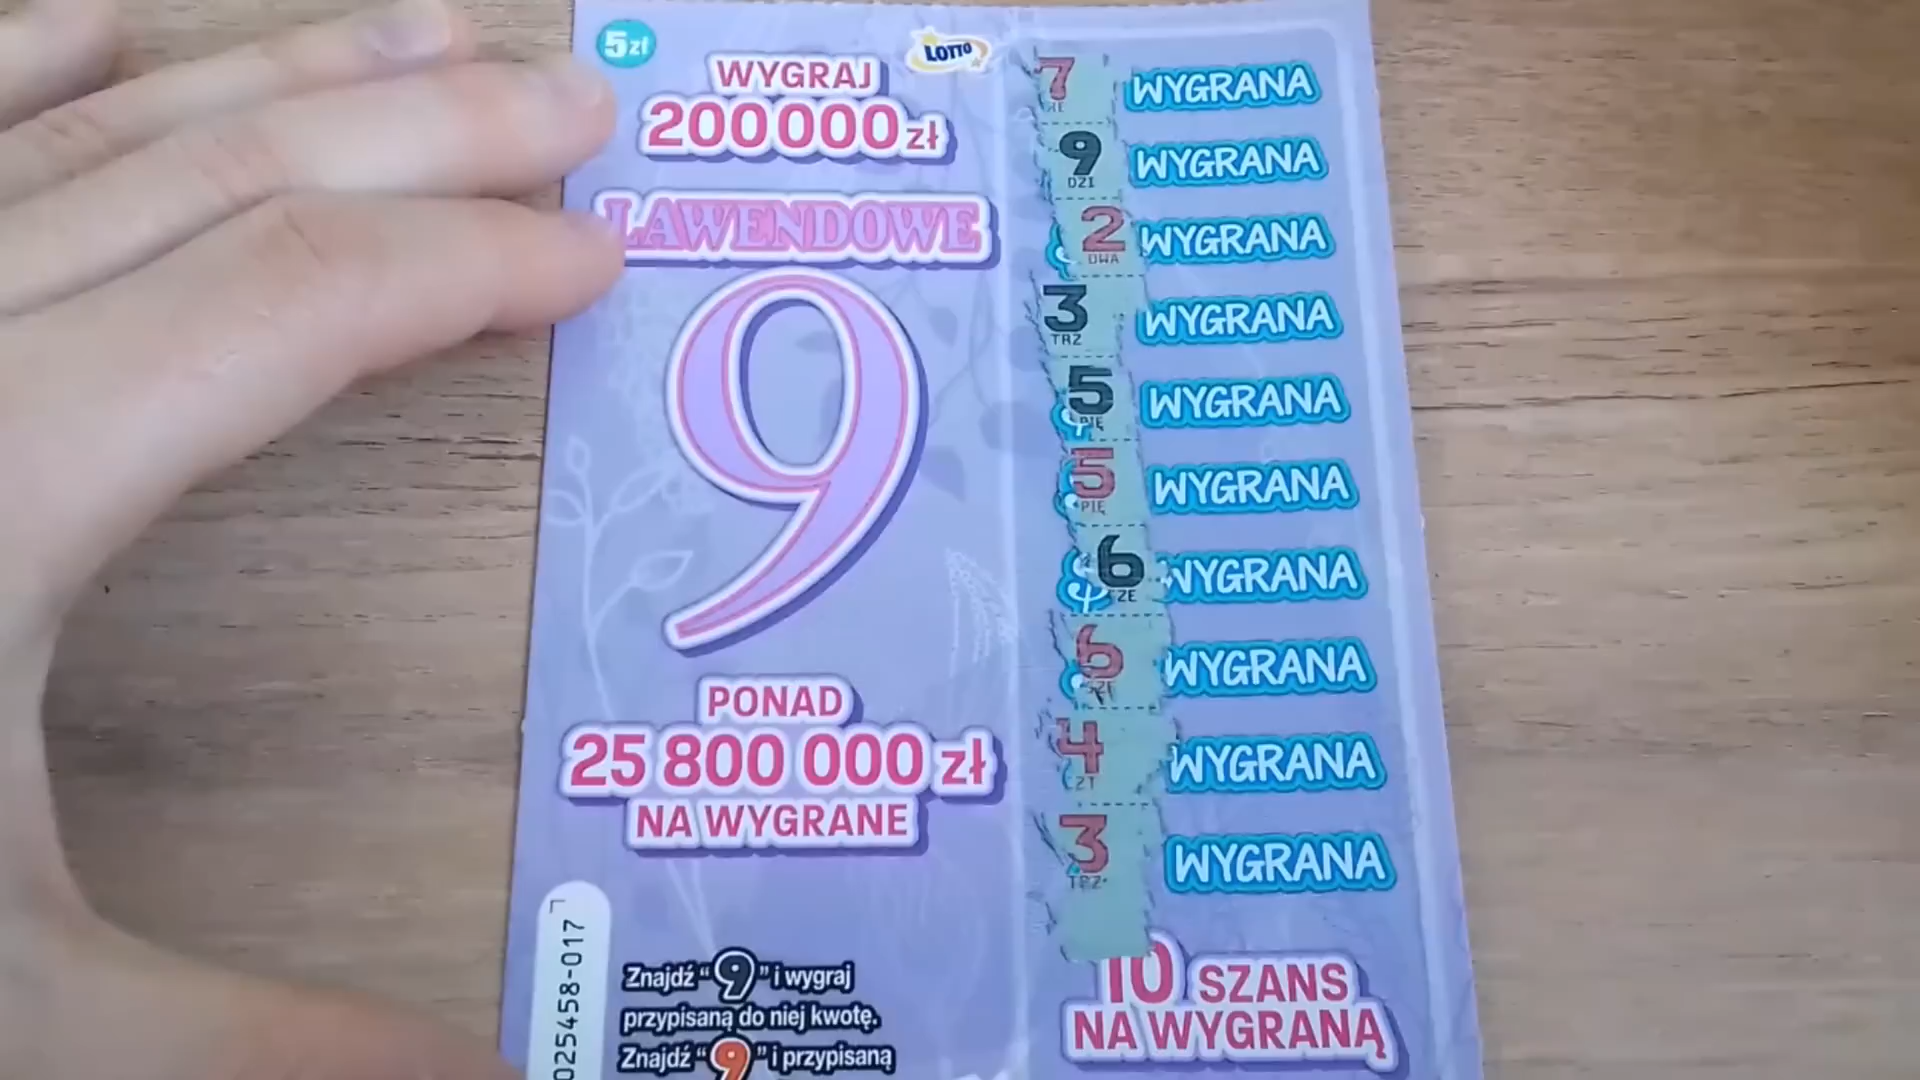 5zł
LOTTO
WYGRAJ
200 000 zł
LAWENDOWE
9
PONAD
25 800 000 zł
NA WYGRANE
Znajdź “9” i wygraj
przypisaną do niej kwotę.
Znajdź “9” i przypisaną
025458-017
7 WYGRANA
9 WYGRANA
DZI
2 WYGRANA
DWA
3 WYGRANA
TRZ
5 WYGRANA
PIĘ
5 WYGRANA
PIĘ
6 WYGRANA
ZE
6 WYGRANA
SZE
4 WYGRANA
CZT
3 WYGRANA
TRZ
10 SZANS
NA WYGRANĄ